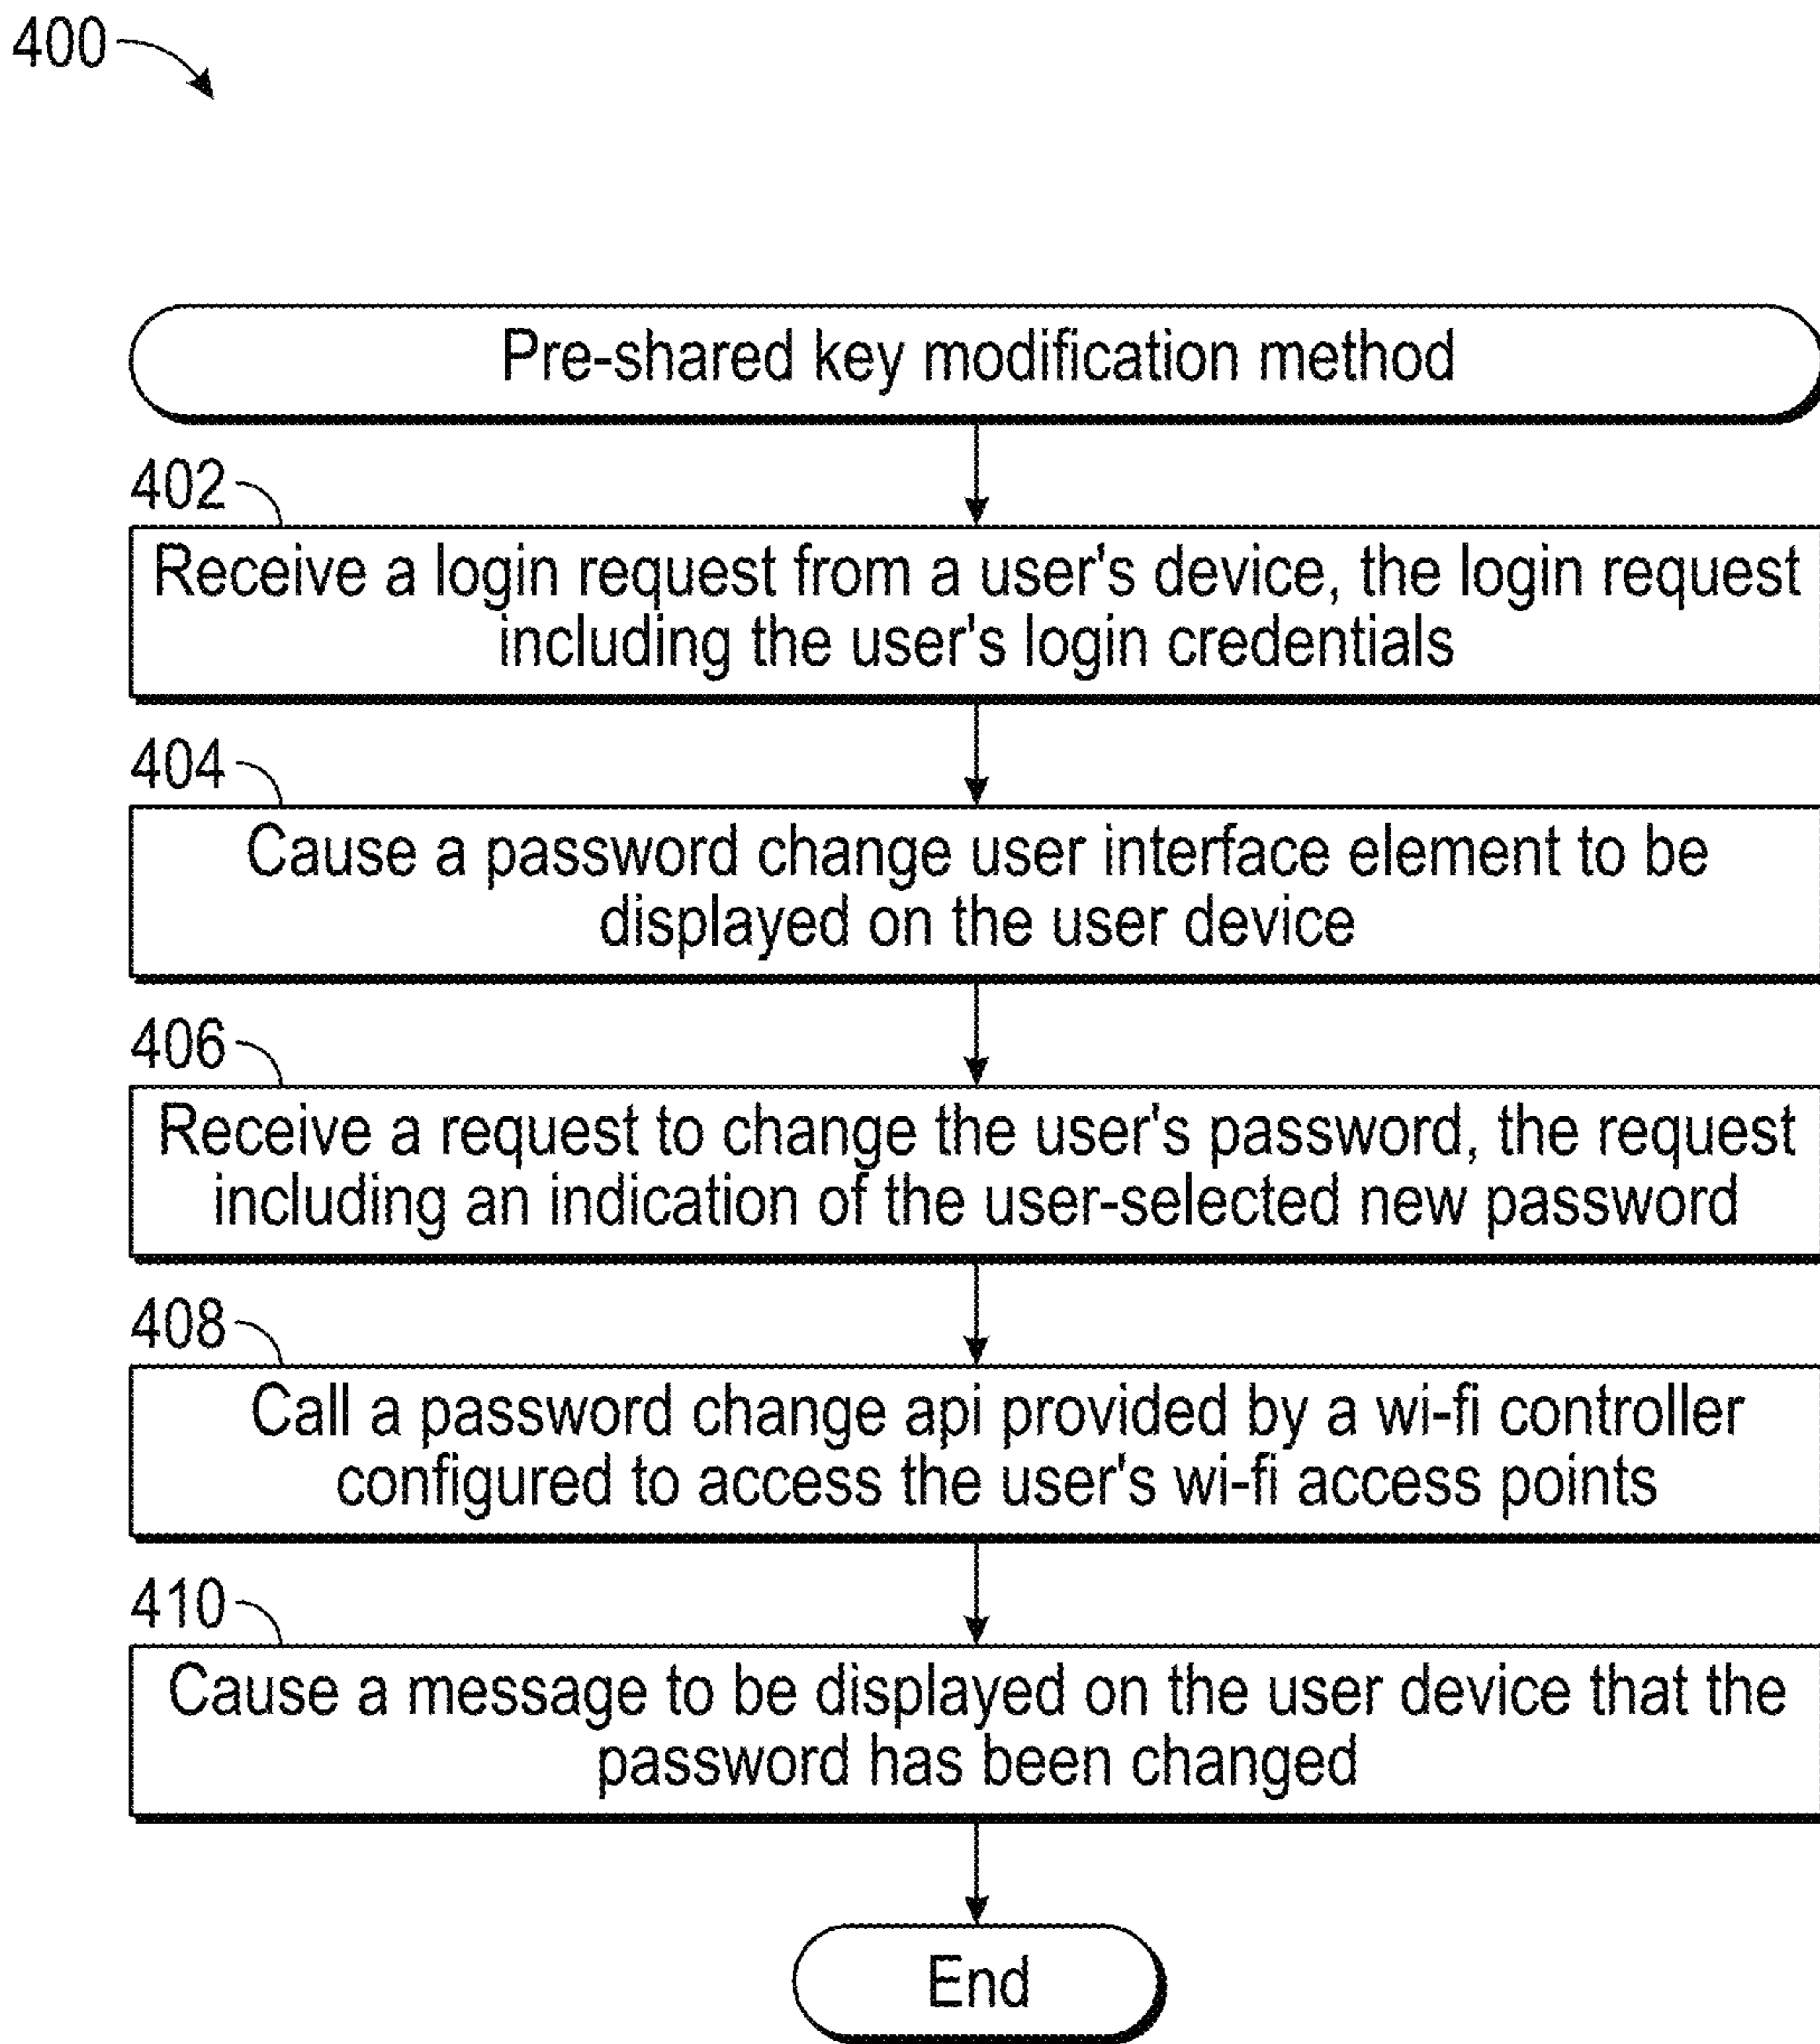 400
Pre-shared key modification method
402
Receive a login request from a user's device, the login request
including the user's login credentials
404
Cause a password change user interface element to be
displayed on the user device
406
Receive a request to change the user's password, the request
including an indication of the user-selected new password
408
Call a password change api provided by a wi-fi controller
configured to access the user's wi-fi access points
410
Cause a message to be displayed on the user device that the
password has been changed
End